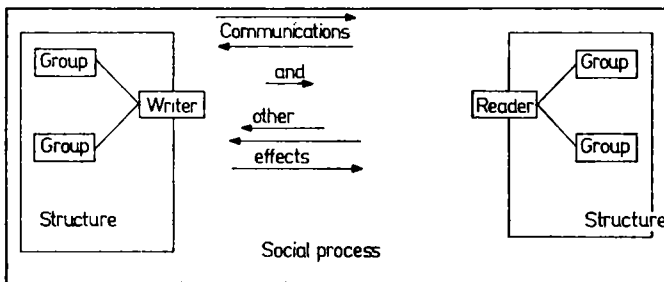 Communications
Group
Group
and
Writer
Reader
other
Group
Group
effects
Structure
Structure
Social process